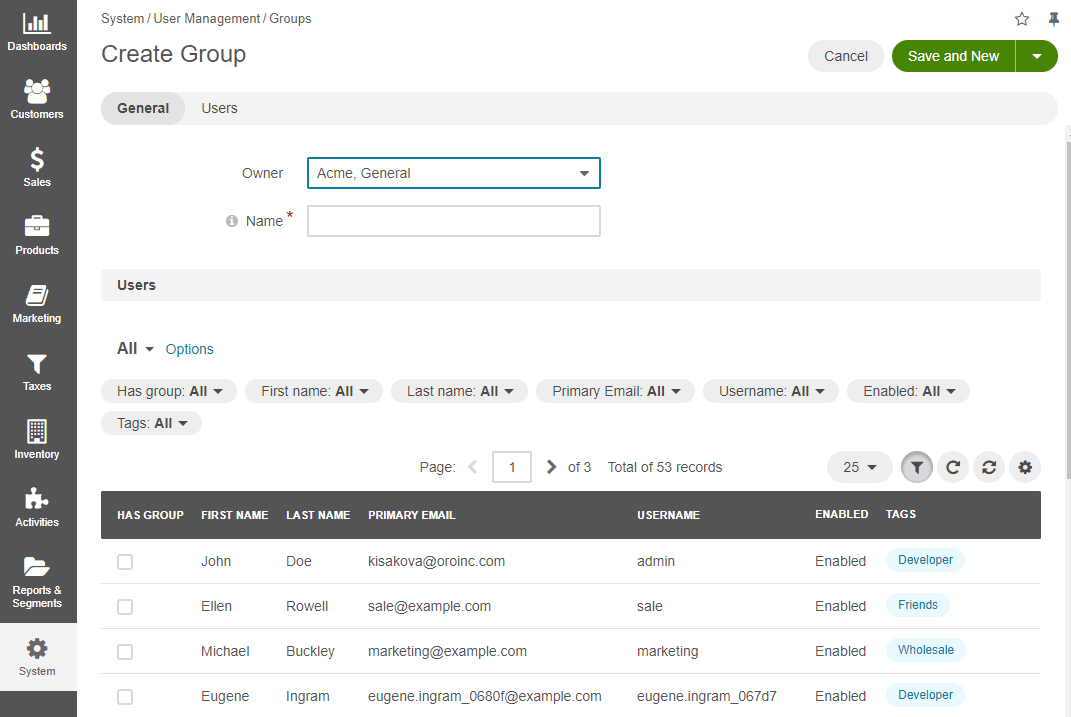 System / User Management / Groups
Create Group
Cancel
Save and New
Dashboards
Customers
Sales
Products
Marketing
Taxes
Inventory
Activities
Reports &
Segments
System
General Users
Owner Acme, General
Name *
Users
All Options
Has group: All First name: All Last name: All Primary Email: All Username: All Enabled: All
Tags: All
Page: 1 of 3 Total of 53 records 25
HAS GROUP FIRST NAME LAST NAME PRIMARY EMAIL USERNAME ENABLED TAGS
John Doe kisakova@oroinc.com admin Enabled Developer
Ellen Rowell sale@example.com sale Enabled Friends
Michael Buckley marketing@example.com marketing Enabled Wholesale
Eugene Ingram eugene.ingram_0680f@example.com eugene.ingram_067d7 Enabled Developer